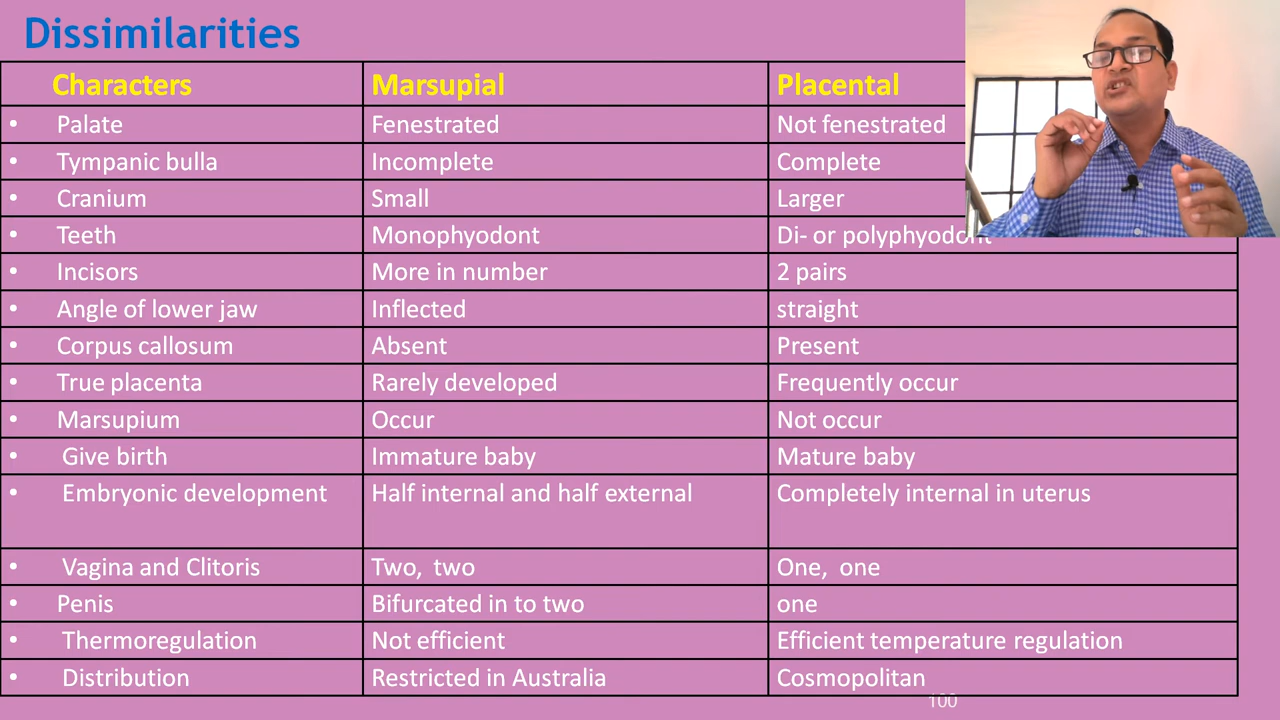 Dissimilarities
Characters Marsupial Placental
• Palate Fenestrated Not fenestrated
• Tympanic bulla Incomplete Complete
• Cranium Small Larger
• Teeth Monophyodont Di- or polyphyodont
• Incisors More in number 2 pairs
• Angle of lower jaw Inflected straight
• Corpus callosum Absent Present
• True placenta Rarely developed Frequently occur
• Marsupium Occur Not occur
• Give birth Immature baby Mature baby
• Embryonic development Half internal and half external Completely internal in uterus
• Vagina and Clitoris Two, two One, one
• Penis Bifurcated in to two one
• Thermoregulation Not efficient Efficient temperature regulation
• Distribution Restricted in Australia Cosmopolitan
100